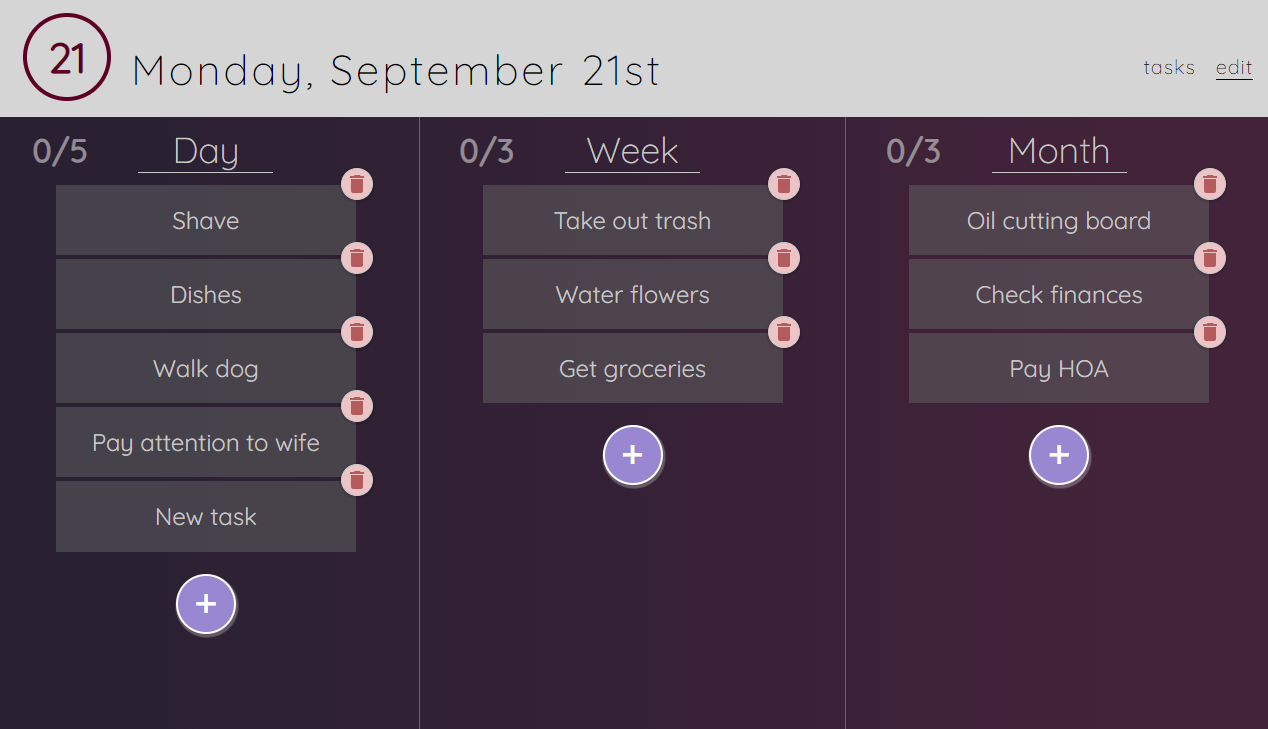 21
Monday, September 21st
tasks edit
0/5 Day
Shave
Dishes
Walk dog
Pay attention to wife
New task
+
0/3 Week
Take out trash
Water flowers
Get groceries
+
0/3 Month
Oil cutting board
Check finances
Pay HOA
+